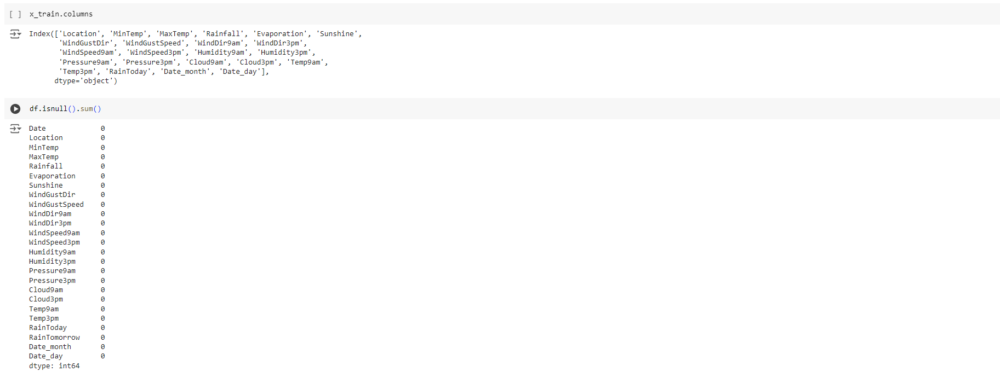 [ ] x_train.columns
Index(['Location', 'MinTemp', 'MaxTemp', 'Rainfall', 'Evaporation', 'Sunshine',
'WindGustDir', 'WindGustSpeed', 'WindDir9am', 'WindDir3pm',
'WindSpeed9am', 'WindSpeed3pm', 'Humidity9am', 'Humidity3pm',
'Pressure9am', 'Pressure3pm', 'Cloud9am', 'Cloud3pm', 'Temp9am',
'Temp3pm', 'RainToday', 'Date_month', 'Date_day'],
dtype='object')
df.isnull().sum()
Date 0
Location 0
MinTemp 0
MaxTemp 0
Rainfall 0
Evaporation 0
Sunshine 0
WindGustDir 0
WindGustSpeed 0
WindDir9am 0
WindDir3pm 0
WindSpeed9am 0
WindSpeed3pm 0
Humidity9am 0
Humidity3pm 0
Pressure9am 0
Pressure3pm 0
Cloud9am 0
Cloud3pm 0
Temp9am 0
Temp3pm 0
RainToday 0
RainTomorrow 0
Date_month 0
Date_day 0
dtype: int64